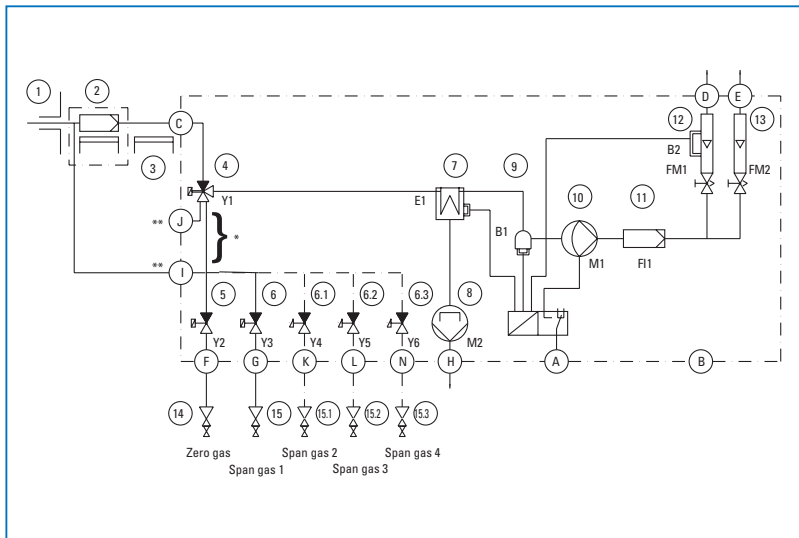 D E
1 2 12 13
C
3 4 7 9 B2
10 11 FM1 FM2
Y1 E1
** J B1
*
M1 FI1
** I
5 6 6.1 6.2 6.3 8
Y2 Y3 Y4 Y5 Y6 M2
F G K L N H A B
14 15 15.1 15.2 15.3
Zero gas Span gas 2 Span gas 4
Span gas 1 Span gas 3